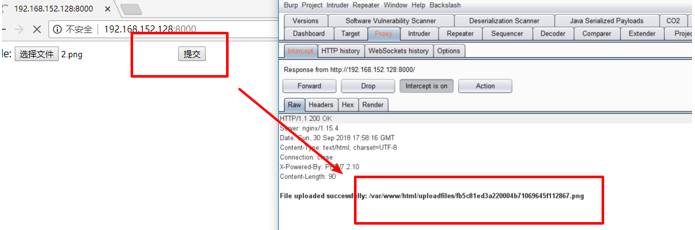 192.168.152.128:8000
不安全 | 192.168.152.128:8000
le: 选择文件 2.png 提交
Burp Project Intruder Repeater Window Help Backslash
Versions Software Vulnerability Scanner Deserialization Scanner Java Serialized Payloads CO2
Dashboard Target Proxy Intruder Repeater Sequencer Decoder Comparer Extender Proje
Intercept HTTP history WebSockets history Options
Response from http://192.168.152.128:8000/
Forward Drop Intercept is on Action
Raw Headers Hex Render
HTTP/1.1 200 OK
Server: nginx/1.15.4
Date: Sun, 30 Sep 2018 17:58:16 GMT
Content-Type: text/html; charset=UTF-8
Connection: close
X-Powered-By: PHP/7.2.10
Content-Length: 90
File uploaded successfully: /var/www/html/uploadfiles/fb5c81ed3a220004b71069645f112867.png